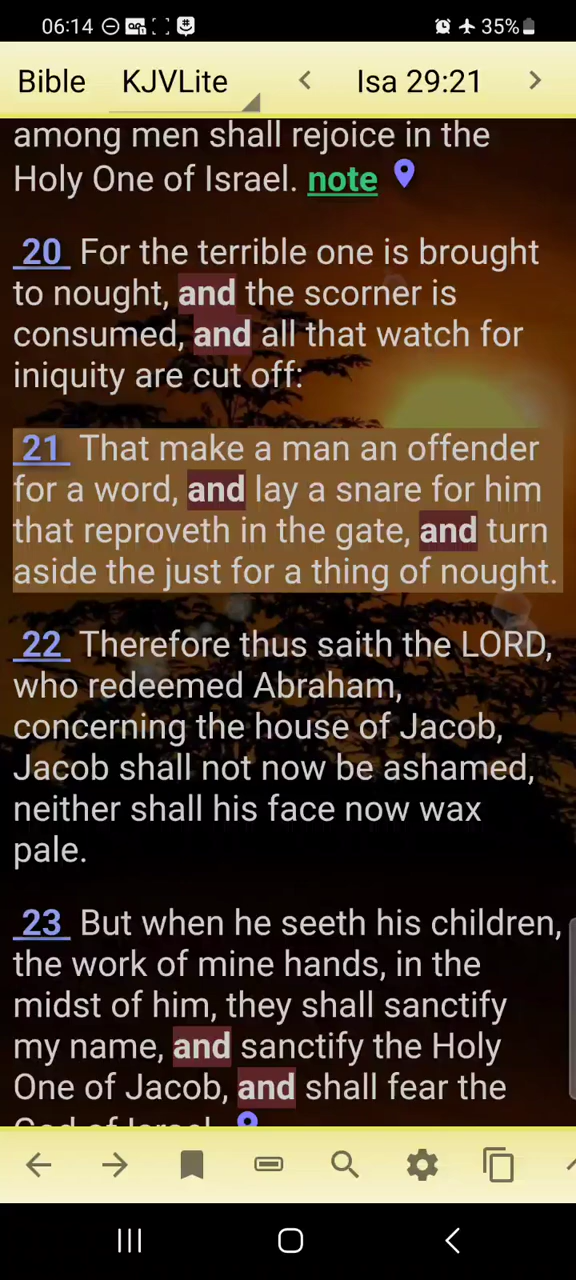 06:14 35%
Bible KJVLite Isa 29:21
among men shall rejoice in the
Holy One of Israel. note
20 For the terrible one is brought
to nought, and the scorner is
consumed, and all that watch for
iniquity are cut off:
21 That make a man an offender
for a word, and lay a snare for him
that reproveth in the gate, and turn
aside the just for a thing of nought.
22 Therefore thus saith the LORD,
who redeemed Abraham,
concerning the house of Jacob,
Jacob shall not now be ashamed,
neither shall his face now wax
pale.
23 But when he seeth his children,
the work of mine hands, in the
midst of him, they shall sanctify
my name, and sanctify the Holy
One of Jacob, and shall fear the
God of Israel.